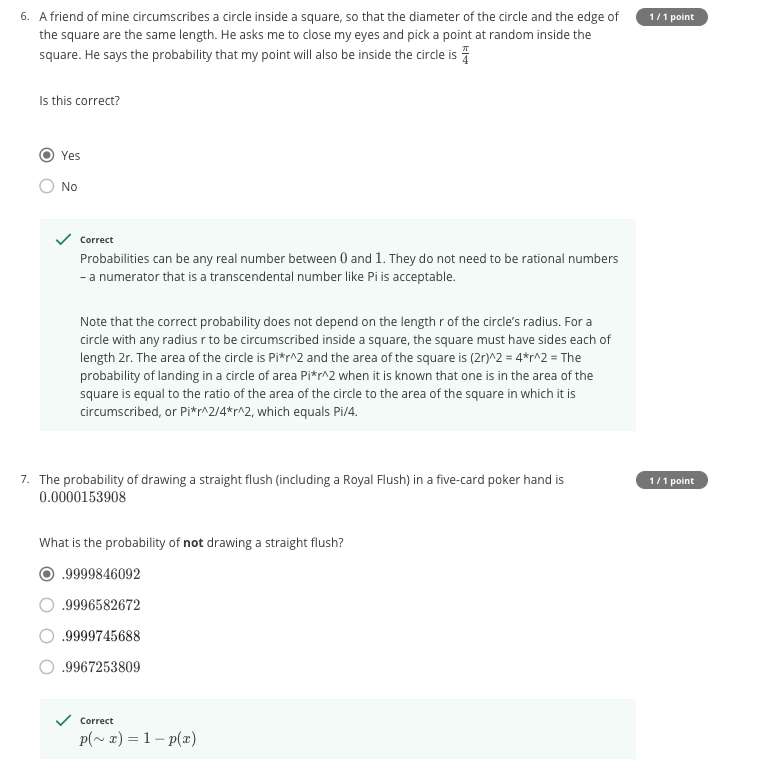 6. A friend of mine circumscribes a circle inside a square, so that the diameter of the circle and the edge of
1 / 1 point
the square are the same length. He asks me to close my eyes and pick a point at random inside the
square. He says the probability that my point will also be inside the circle is π/4
Is this correct?
Yes
No
Correct
Probabilities can be any real number between 0 and 1. They do not need to be rational numbers
– a numerator that is a transcendental number like Pi is acceptable.
Note that the correct probability does not depend on the length r of the circle's radius. For a
circle with any radius r to be circumscribed inside a square, the square must have sides each of
length 2r. The area of the circle is Pi*r^2 and the area of the square is (2r)^2 = 4*r^2 = The
probability of landing in a circle of area Pi*r^2 when it is known that one is in the area of the
square is equal to the ratio of the area of the circle to the area of the square in which it is
circumscribed, or Pi*r^2/4*r^2, which equals Pi/4.
7. The probability of drawing a straight flush (including a Royal Flush) in a five-card poker hand is
1 / 1 point
0.0000153908
What is the probability of not drawing a straight flush?
.9999846092
.9996582672
.9999745688
.9967253809
Correct
p(∼ x) = 1 − p(x)